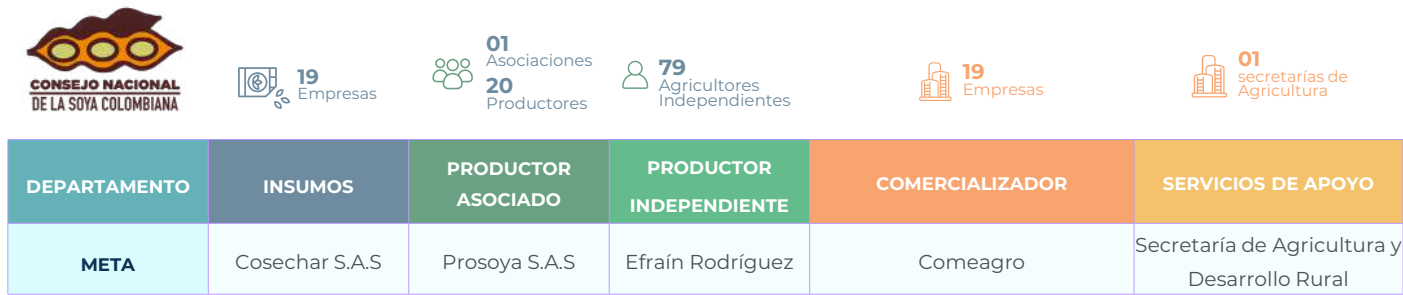 CONSEJO NACIONAL
DE LA SOYA COLOMBIANA
19
Empresas
01
Asociaciones
20
Productores
79
Agricultores
Independientes
19
Empresas
01
secretarías de
Agricultura
DEPARTAMENTO
INSUMOS
PRODUCTOR
ASOCIADO
PRODUCTOR
INDEPENDIENTE
COMERCIALIZADOR
SERVICIOS DE APOYO
META
Cosechar S.A.S
Prosoya S.A.S
Efraín Rodríguez
Comeagro
Secretaría de Agricultura y
Desarrollo Rural